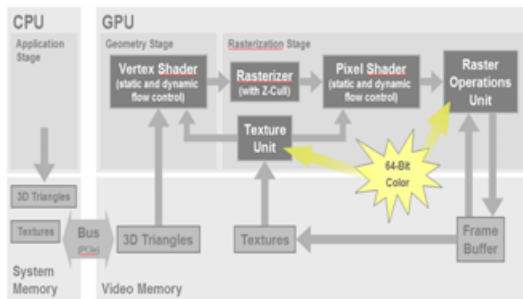 CPU
GPU
Application
Stage
Geometry Stage
Rasterization Stage
Vertex Shader
(static and dynamic
flow control)
Rasterizer
(with Z-Cull)
Pixel Shader
(static and dynamic
flow control)
Raster
Operations
Unit
Texture
Unit
64-Bit
Color
3D Triangles
Textures
Bus
(PCIe)
3D Triangles
Textures
Frame
Buffer
System
Memory
Video Memory